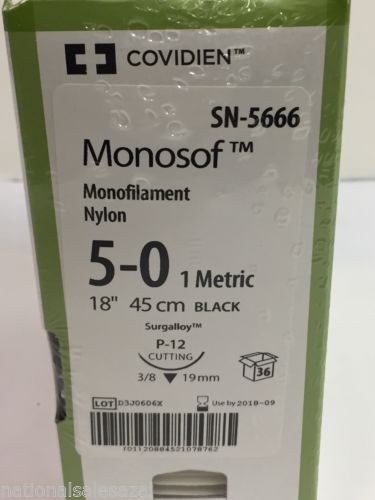 COVIDIEN™
SN-5666
Monosof™
Monofilament
Nylon
5-0 1 Metric
18" 45 cm BLACK
Surgalloy™
P-12
CUTTING
3/8 19mm
36
LOT D3J0606X Use by 2018-09
nationalsalesaza